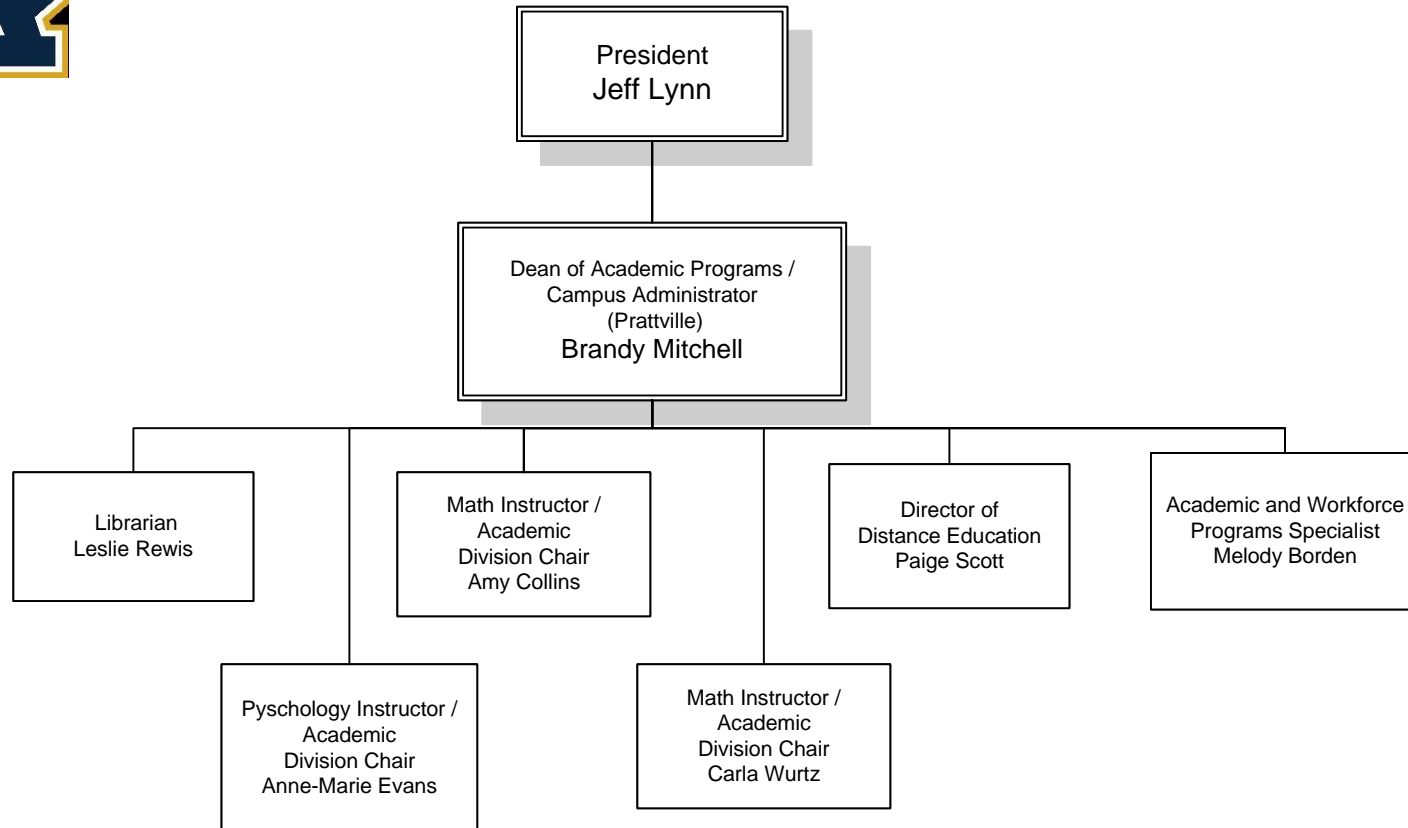 President
Jeff Lynn
Dean of Academic Programs /
Campus Administrator
(Prattville)
Brandy Mitchell
Librarian
Leslie Rewis
Math Instructor /
Academic
Division Chair
Amy Collins
Director of
Distance Education
Paige Scott
Academic and Workforce
Programs Specialist
Melody Borden
Pyschology Instructor /
Academic
Division Chair
Anne-Marie Evans
Math Instructor /
Academic
Division Chair
Carla Wurtz